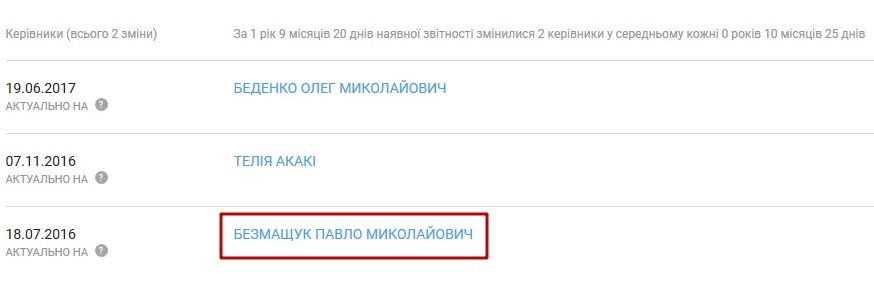 Керівники (всього 2 зміни)
За 1 рік 9 місяців 20 днів наявної звітності змінилися 2 керівники у середньому кожні 0 років 10 місяців 25 днів
19.06.2017
АКТУАЛЬНО НА ?
БЕДЕНКО ОЛЕГ МИКОЛАЙОВИЧ
07.11.2016
АКТУАЛЬНО НА ?
ТЕЛІЯ АКАКІ
18.07.2016
АКТУАЛЬНО НА ?
БЕЗМАЩУК ПАВЛО МИКОЛАЙОВИЧ